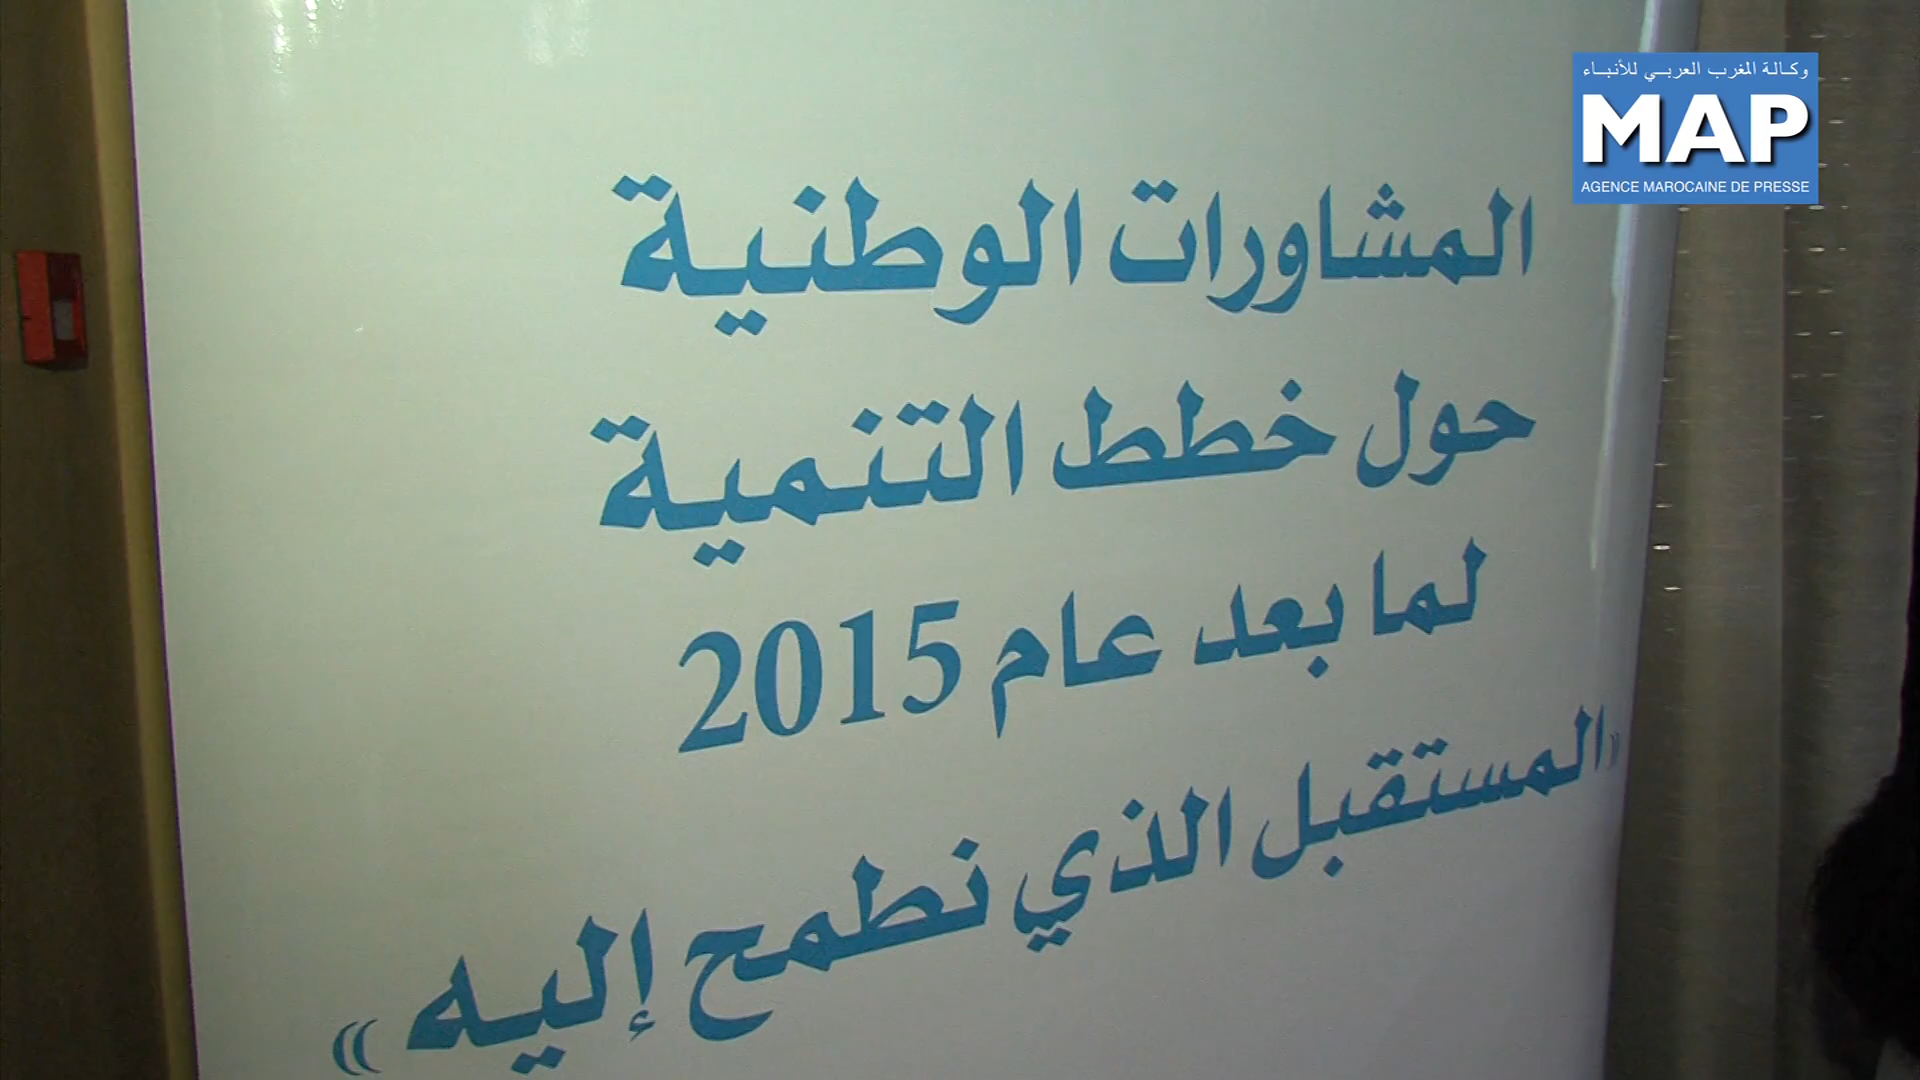 وكالة المغرب العربي للأنباء
MAP
AGENCE MAROCAINE DE PRESSE
المشاورات الوطنية
حول خطط التنمية
لما بعد عام 2015
«المستقبل الذي نطمح إليه»